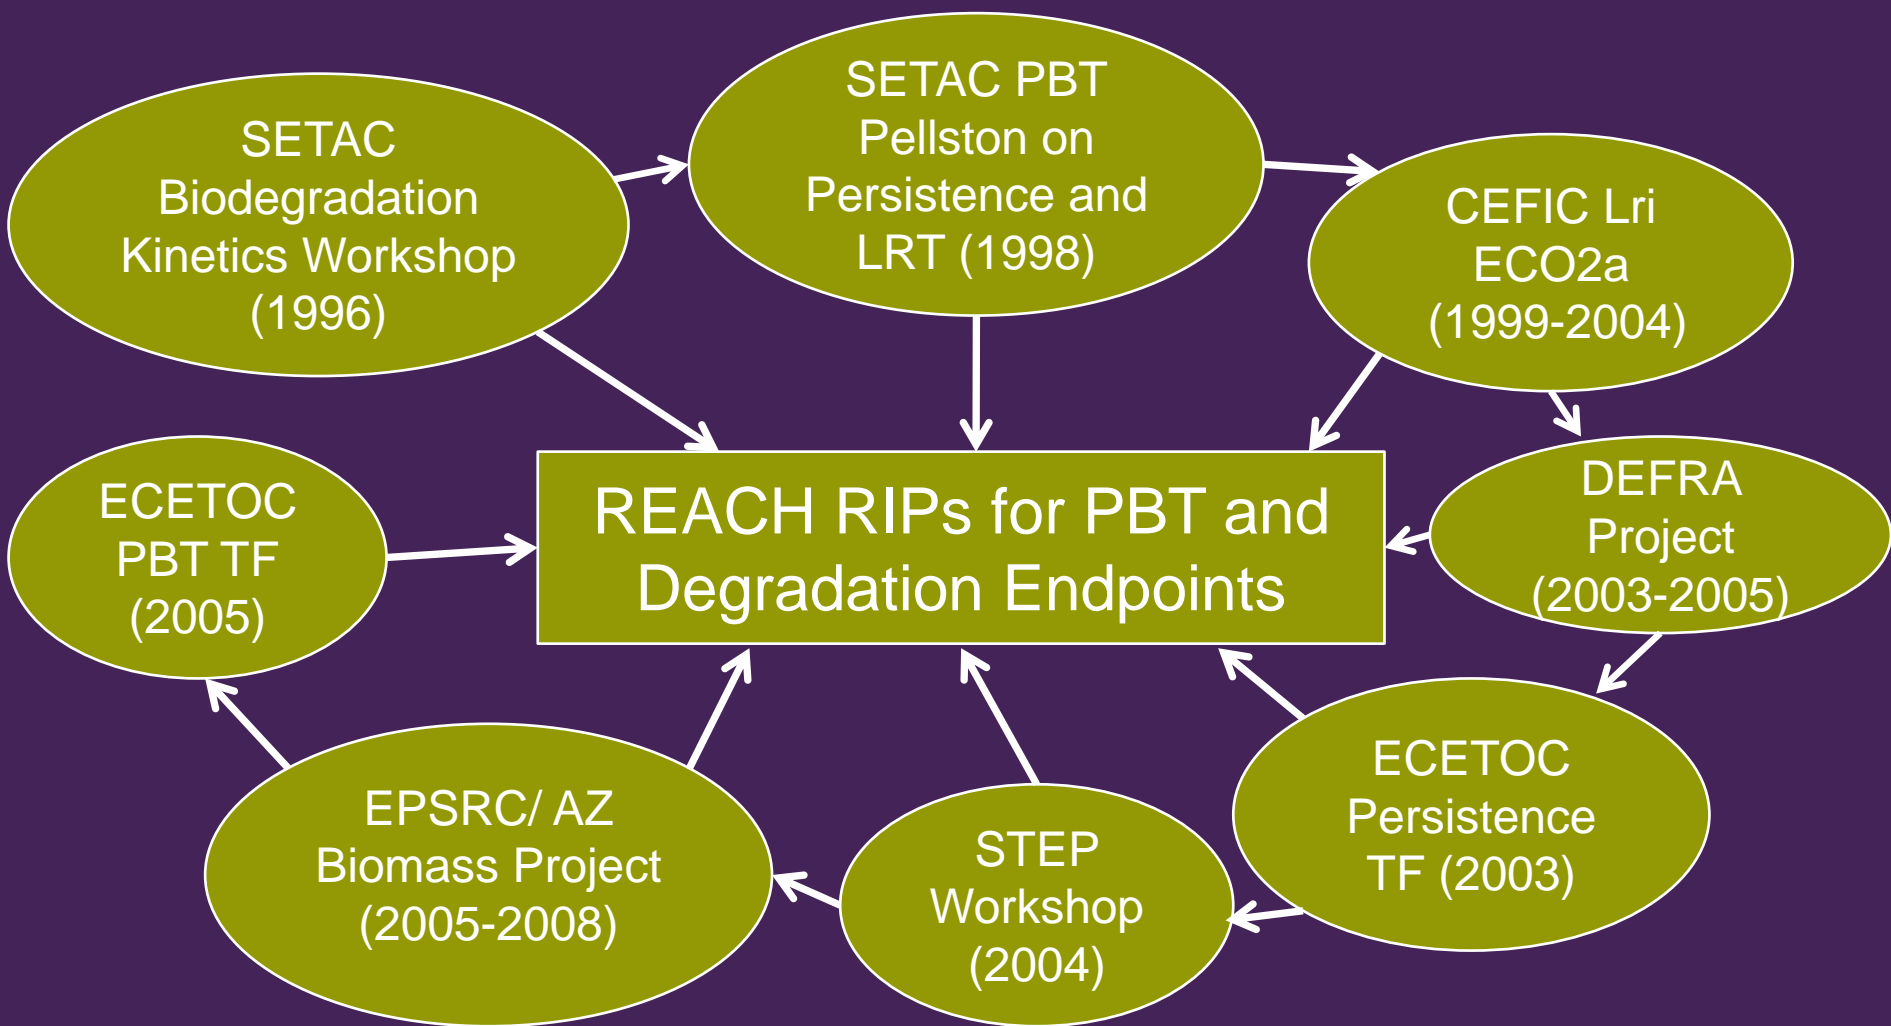 SETAC
Biodegradation
Kinetics Workshop
(1996)
SETAC PBT
Pellston on
Persistence and
LRT (1998)
CEFIC Lri
ECO2a
(1999-2004)
DEFRA
Project
(2003-2005)
ECETOC
Persistence
TF (2003)
STEP
Workshop
(2004)
EPSRC/ AZ
Biomass Project
(2005-2008)
ECETOC
PBT TF
(2005)
REACH RIPs for PBT and
Degradation Endpoints